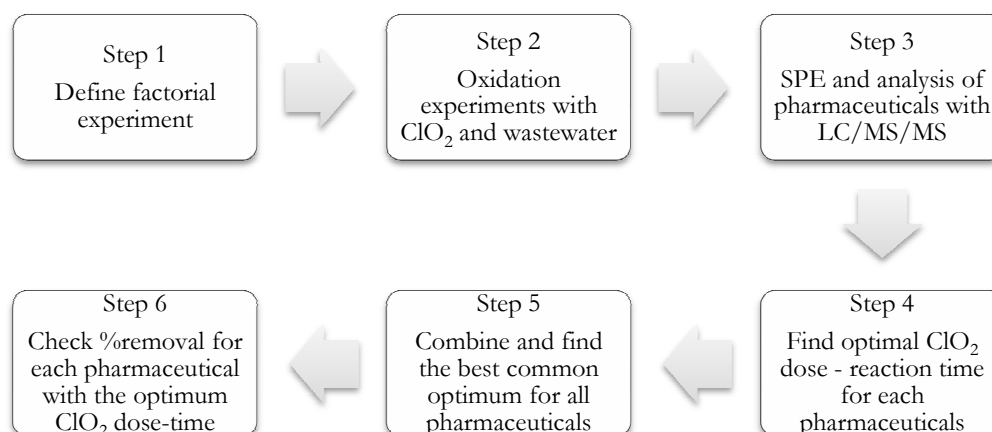 Step 1
Define factorial
experiment
Step 2
Oxidation
experiments with
ClO₂ and wastewater
Step 3
SPE and analysis of
pharmaceuticals with
LC/MS/MS
Step 4
Find optimal ClO₂
dose - reaction time
for each
pharmaceuticals
Step 5
Combine and find
the best common
optimum for all
pharmaceuticals
Step 6
Check %removal for
each pharmaceutical
with the optimum
ClO₂ dose-time